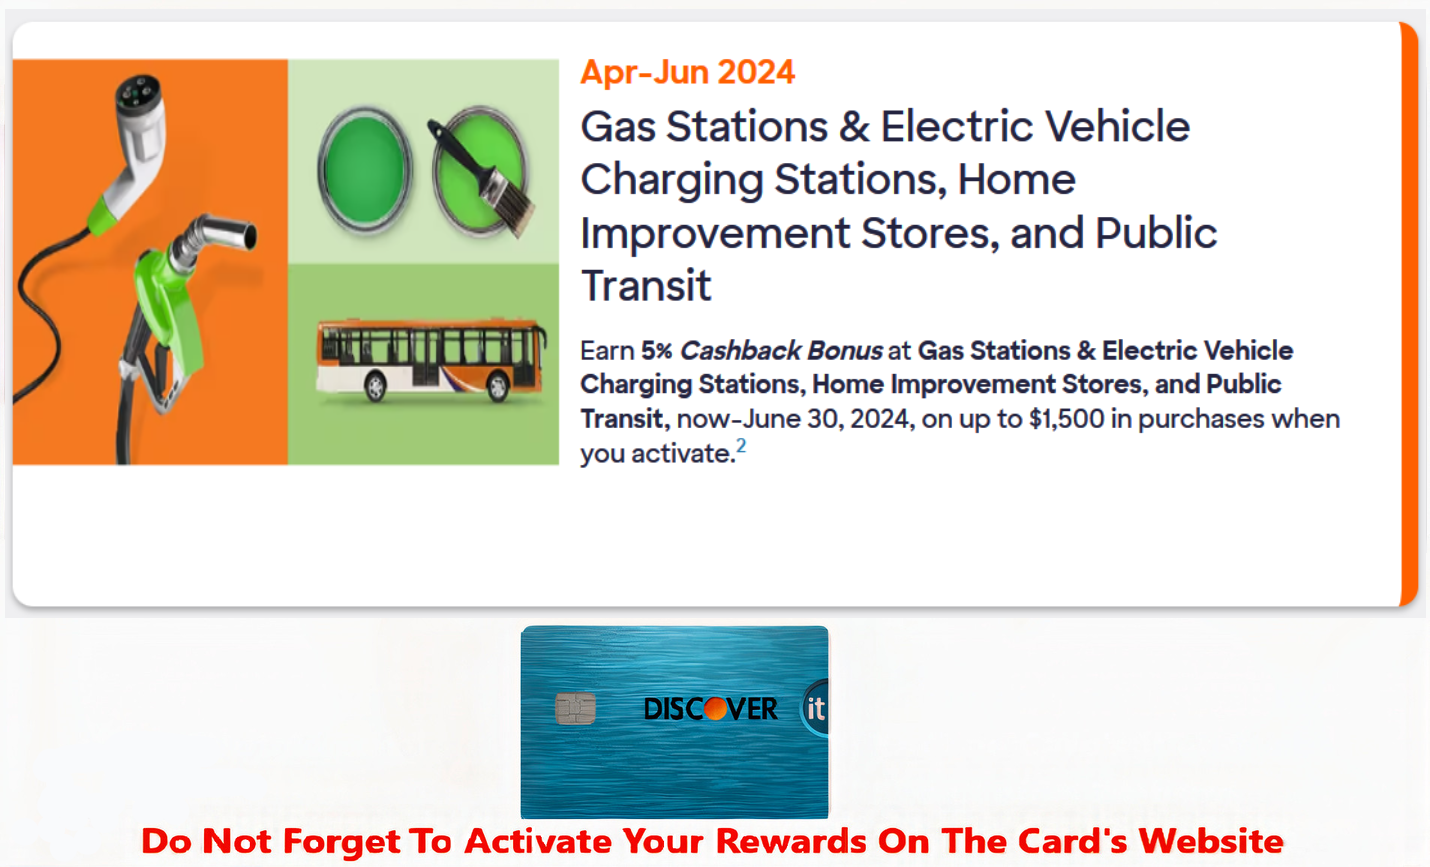 Apr-Jun 2024
Gas Stations & Electric Vehicle
Charging Stations, Home
Improvement Stores, and Public
Transit
Earn 5% Cashback Bonus at Gas Stations & Electric Vehicle
Charging Stations, Home Improvement Stores, and Public
Transit, now-June 30, 2024, on up to $1,500 in purchases when
you activate.2
DISCOVER it
Do Not Forget To Activate Your Rewards On The Card's Website